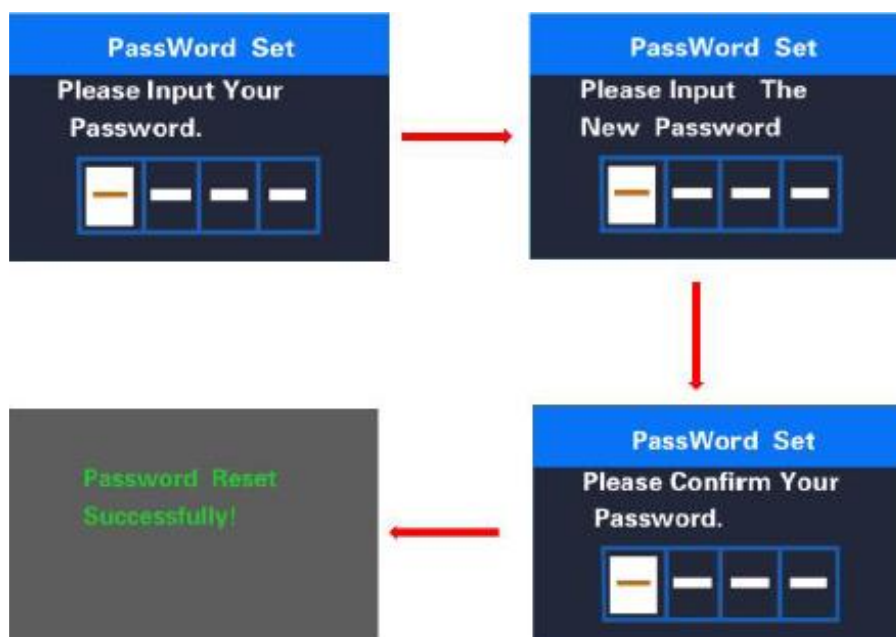 PassWord Set
Please Input Your
Password.
PassWord Set
Please Input The
New Password
PassWord Set
Please Confirm Your
Password.
Password Reset
Successfully!